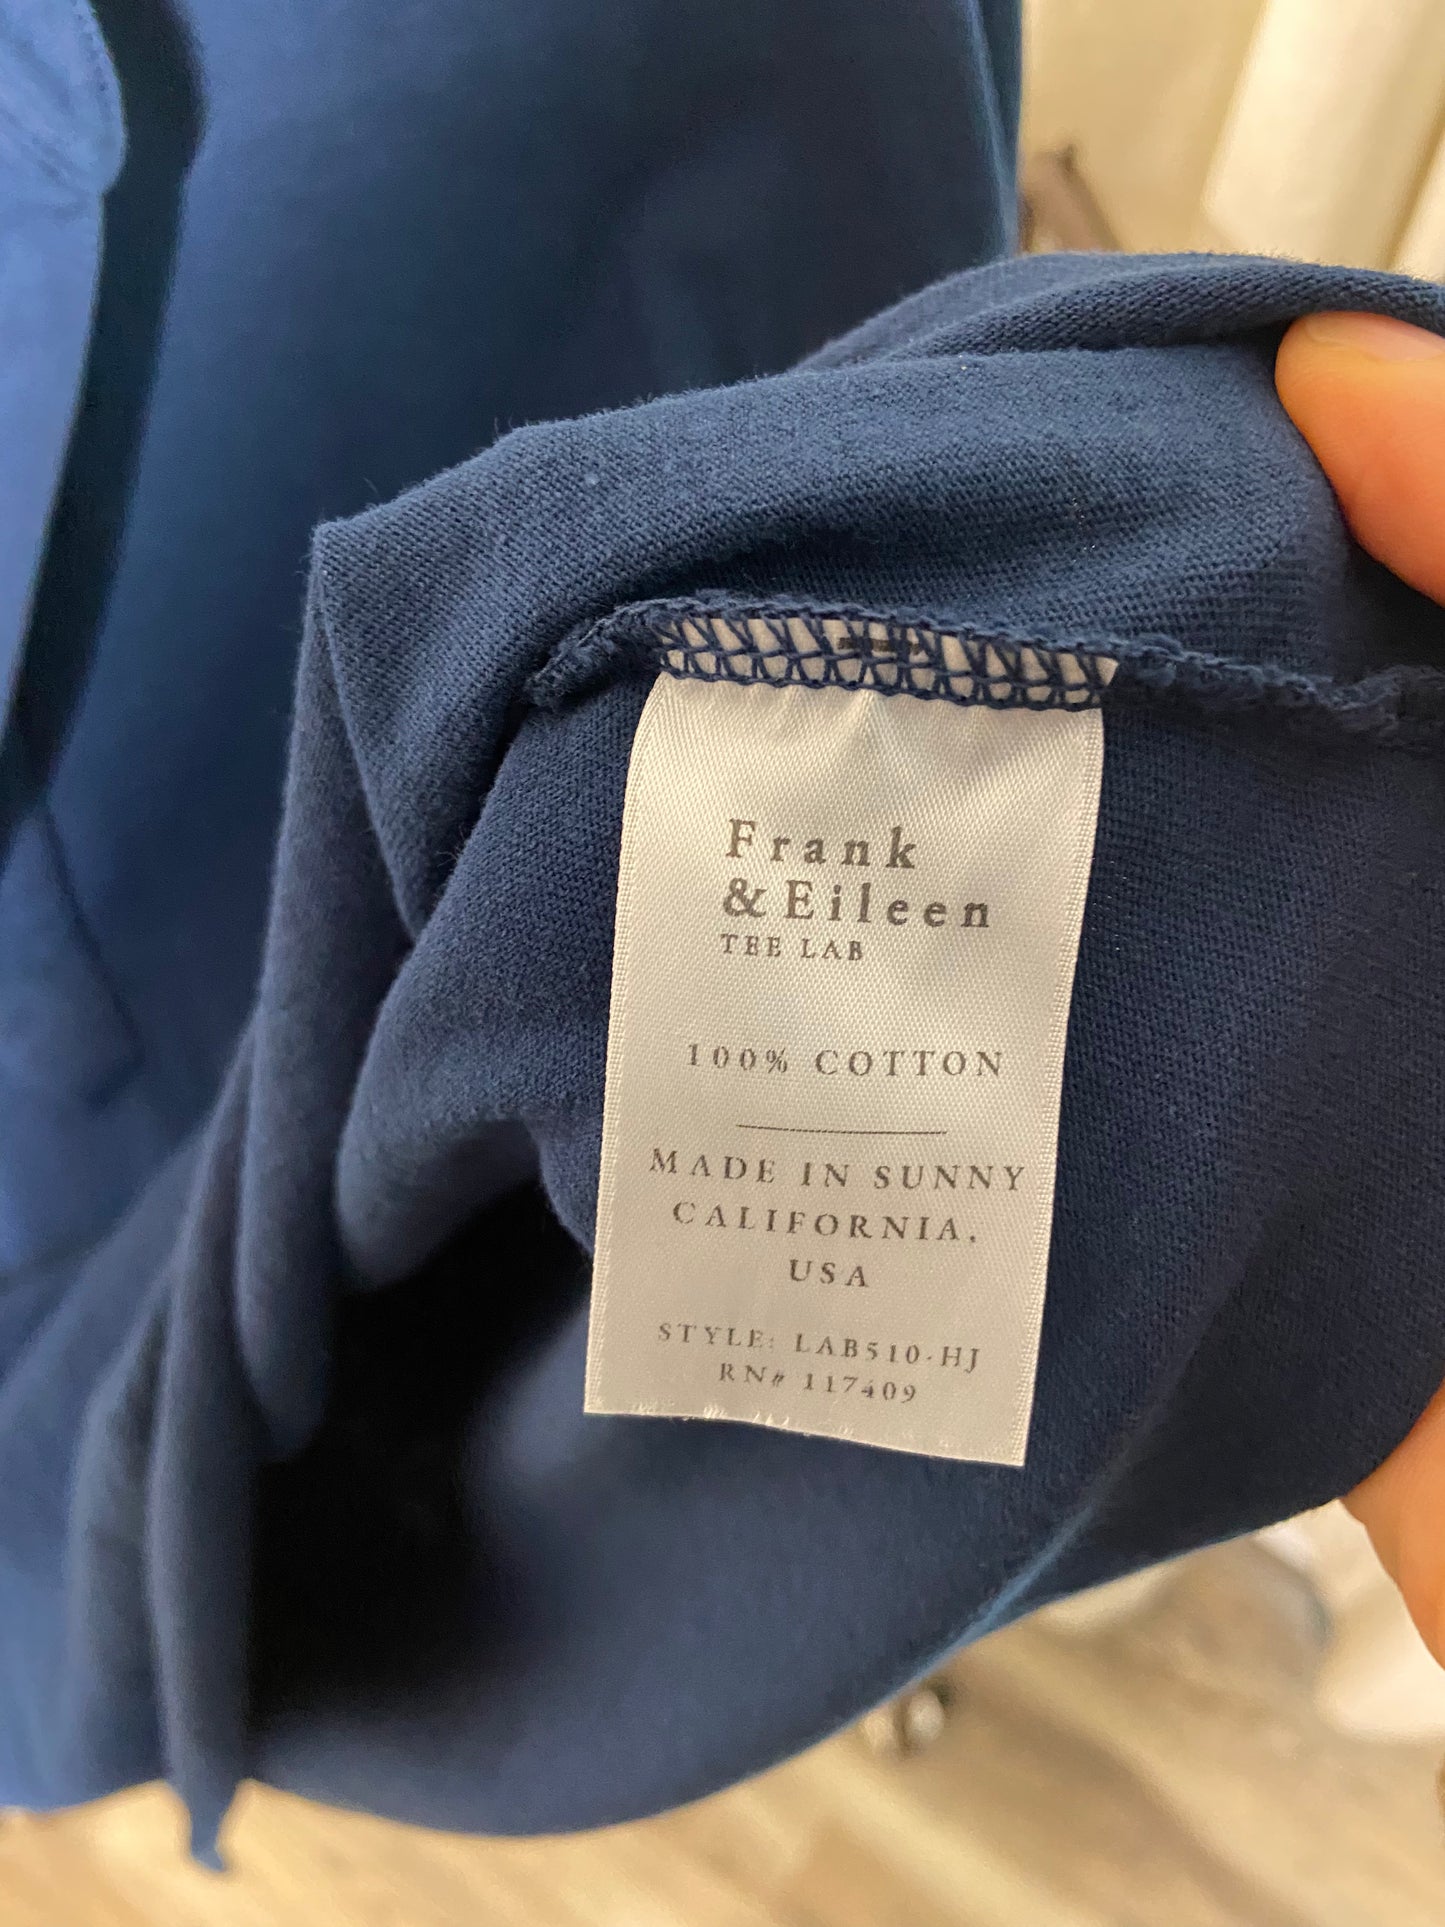 Frank
& Eileen
TEE LAB
100% COTTON
MADE IN SUNNY
CALIFORNIA,
USA
STYLE: LAB510-HJ
RN# 117409